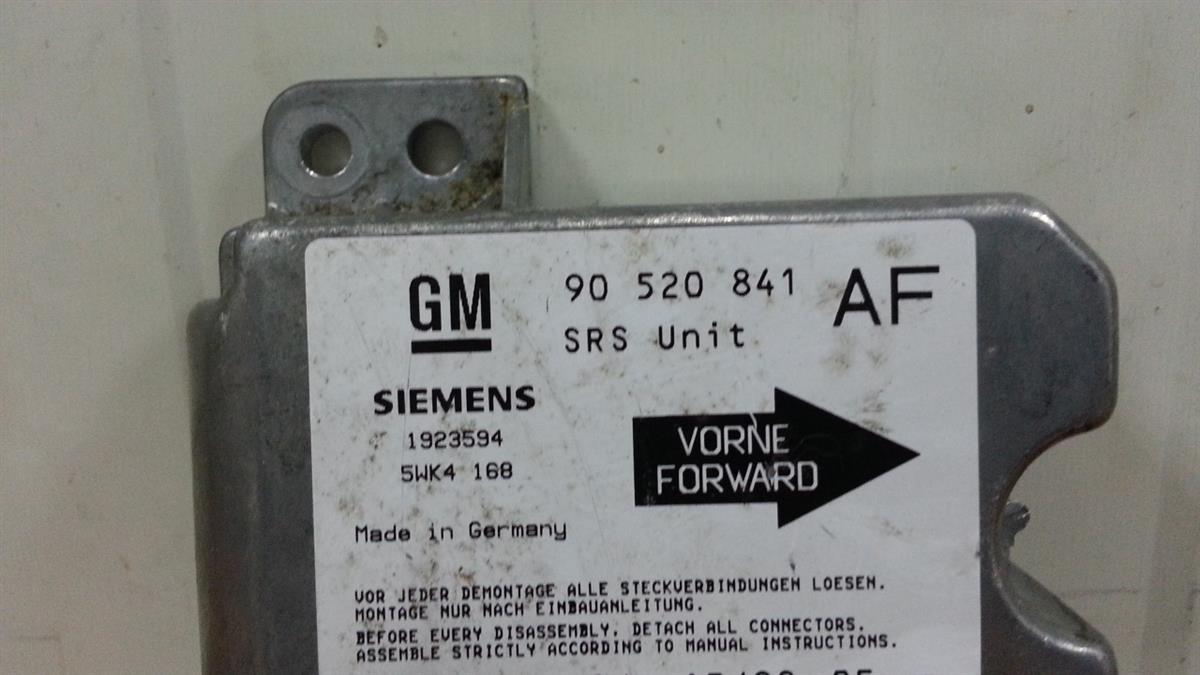 GM
90 520 841 AF
SRS Unit
SIEMENS
1923594
5WK4 168
VORNE
FORWARD
Made in Germany
VOR JEDER DEMONTAGE ALLE STECKVERBINDUNGEN LOESEN.
MONTAGE NUR NACH EINBAUANLEITUNG.
BEFORE EVERY DISASSEMBLY, DETACH ALL CONNECTORS.
ASSEMBLE STRICTLY ACCORDING TO MANUAL INSTRUCTIONS.